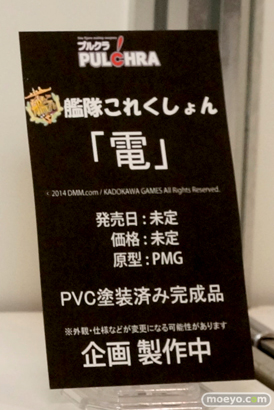 プルクラ
PULCHRA
艦これ
艦隊これくしょん
「電」
© 2014 DMM.com / KADOKAWA GAMES All Rights Reserved.
発売日：未定
価格：未定
原型：PMG
PVC塗装済み完成品
※外観・仕様などが変更になる可能性があります
企画 製作中
moeyo.com